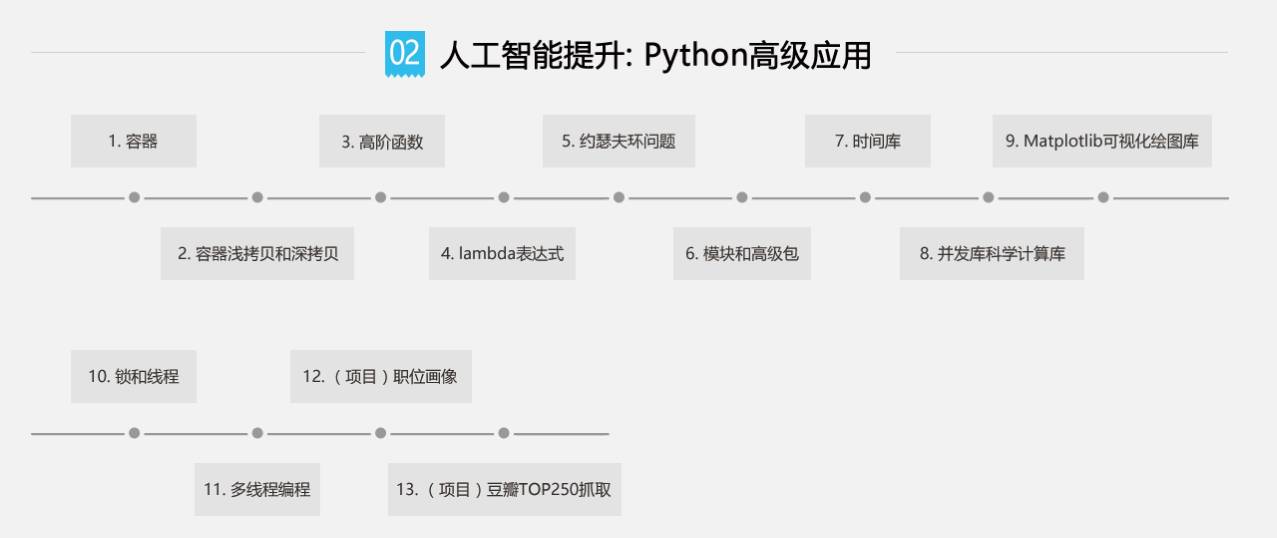 02 人工智能提升: Python高级应用
1. 容器
2. 容器浅拷贝和深拷贝
3. 高阶函数
4. lambda表达式
5. 约瑟夫环问题
6. 模块和高级包
7. 时间库
8. 并发库科学计算库
9. Matplotlib可视化绘图库
10. 锁和线程
11. 多线程编程
12.（项目）职位画像
13.（项目）豆瓣TOP250抓取